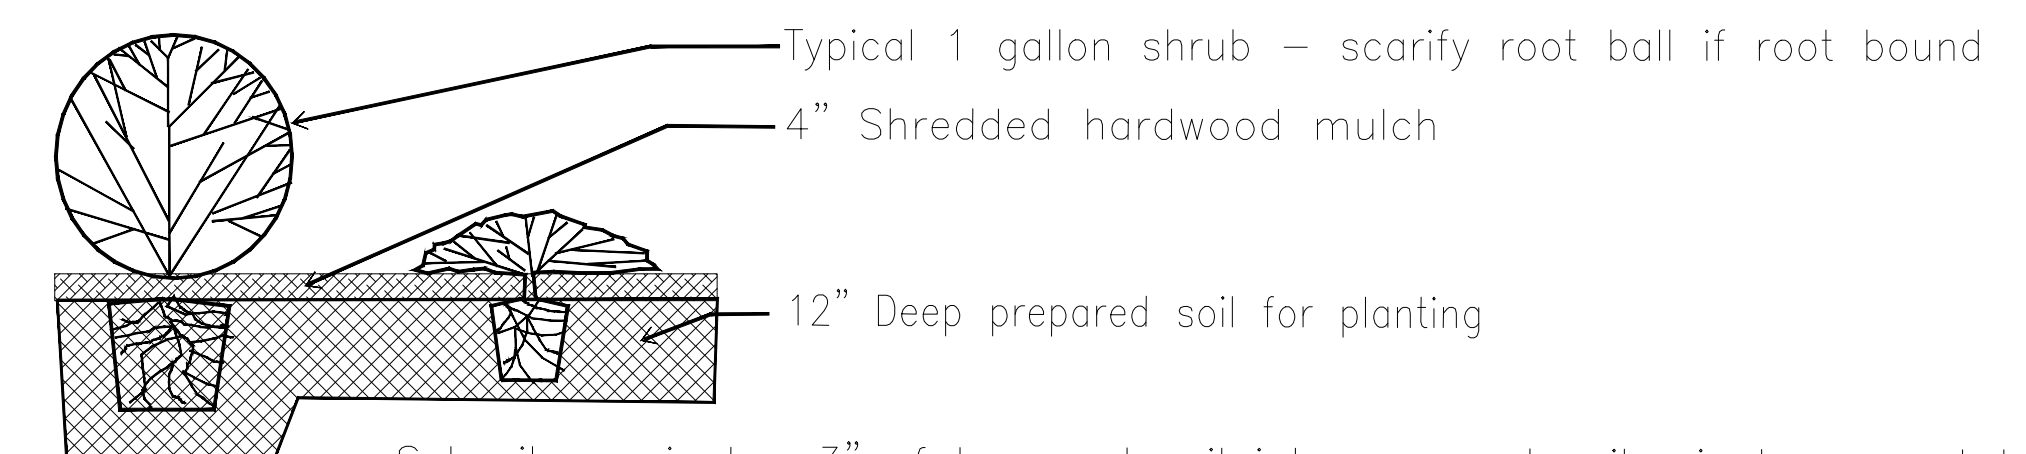 Typical 1 gallon shrub – scarify root ball if root bound
4” Shredded hardwood mulch
12” Deep prepared soil for planting